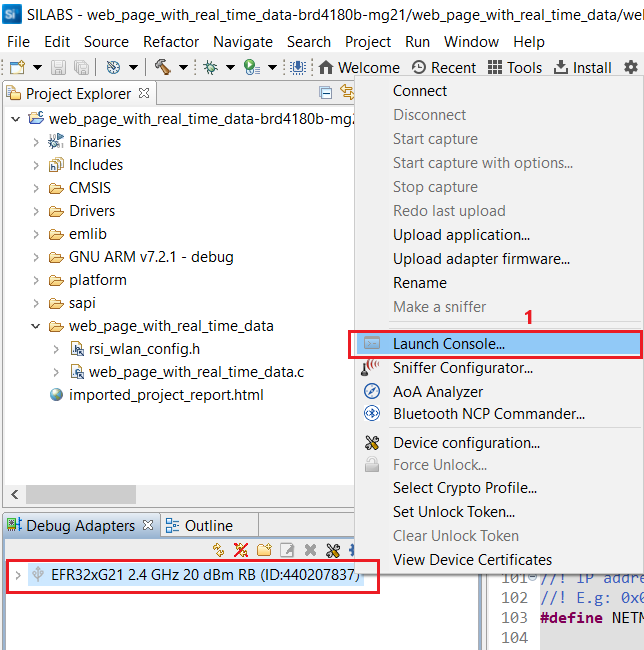 SILABS - web_page_with_real_time_data-brd4180b-mg21/web_page_with_real_time_data/we
File Edit Source Refactor Navigate Search Project Run Window Help
Welcome Recent Tools Install
Project Explorer
web_page_with_real_time_data-brd4180b-mg2
Binaries
Includes
CMSIS
Drivers
emlib
GNU ARM v7.2.1 - debug
platform
sapi
web_page_with_real_time_data
rsi_wlan_config.h
web_page_with_real_time_data.c
imported_project_report.html
Connect
Disconnect
Start capture
Start capture with options...
Stop capture
Redo last upload
Upload application...
Upload adapter firmware...
Rename
Make a sniffer
1
Launch Console...
Sniffer Configurator...
AoA Analyzer
Bluetooth NCP Commander...
Device configuration...
Force Unlock...
Select Crypto Profile...
Set Unlock Token...
Clear Unlock Token
View Device Certificates
Debug Adapters Outline
EFR32xG21 2.4 GHz 20 dBm RB (ID:440207837)
101 //! IP addre
102 //! E.g: 0x0
103 #define NETM
104